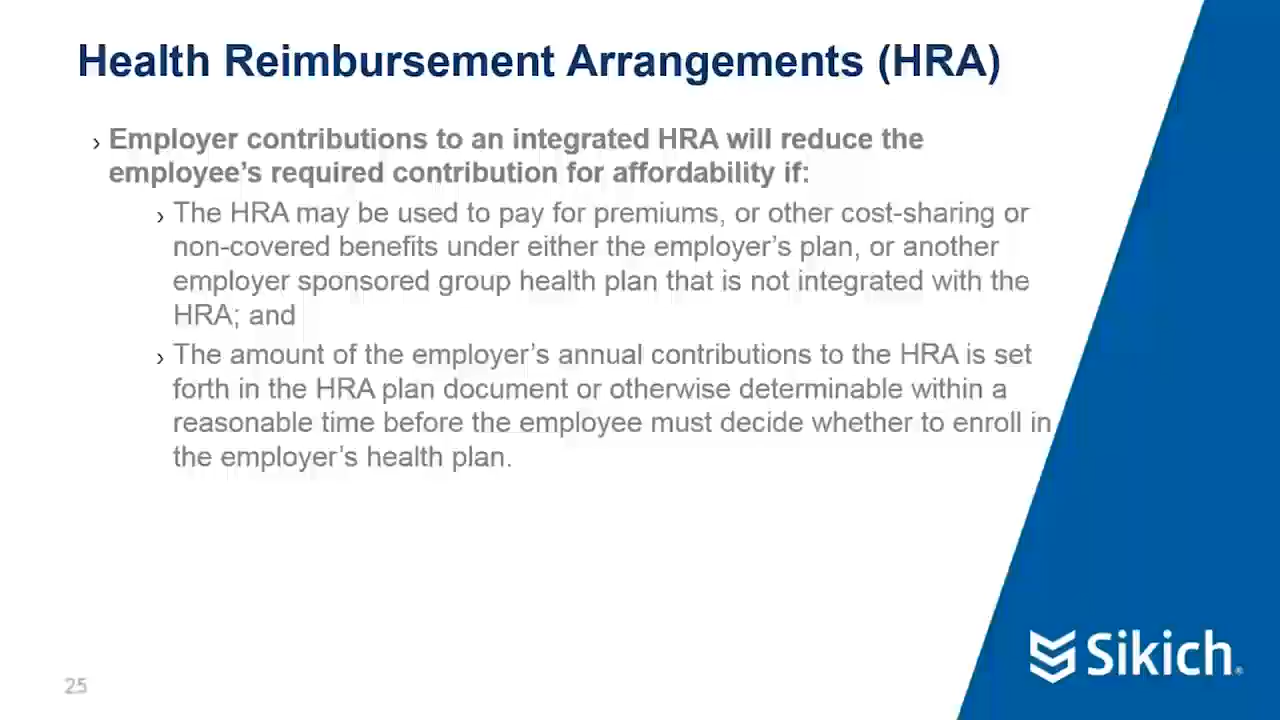 Health Reimbursement Arrangements (HRA)
› Employer contributions to an integrated HRA will reduce the
employee’s required contribution for affordability if:
› The HRA may be used to pay for premiums, or other cost-sharing or
non-covered benefits under either the employer’s plan, or another
employer sponsored group health plan that is not integrated with the
HRA; and
› The amount of the employer’s annual contributions to the HRA is set
forth in the HRA plan document or otherwise determinable within a
reasonable time before the employee must decide whether to enroll in
the employer’s health plan.
Sikich®
25